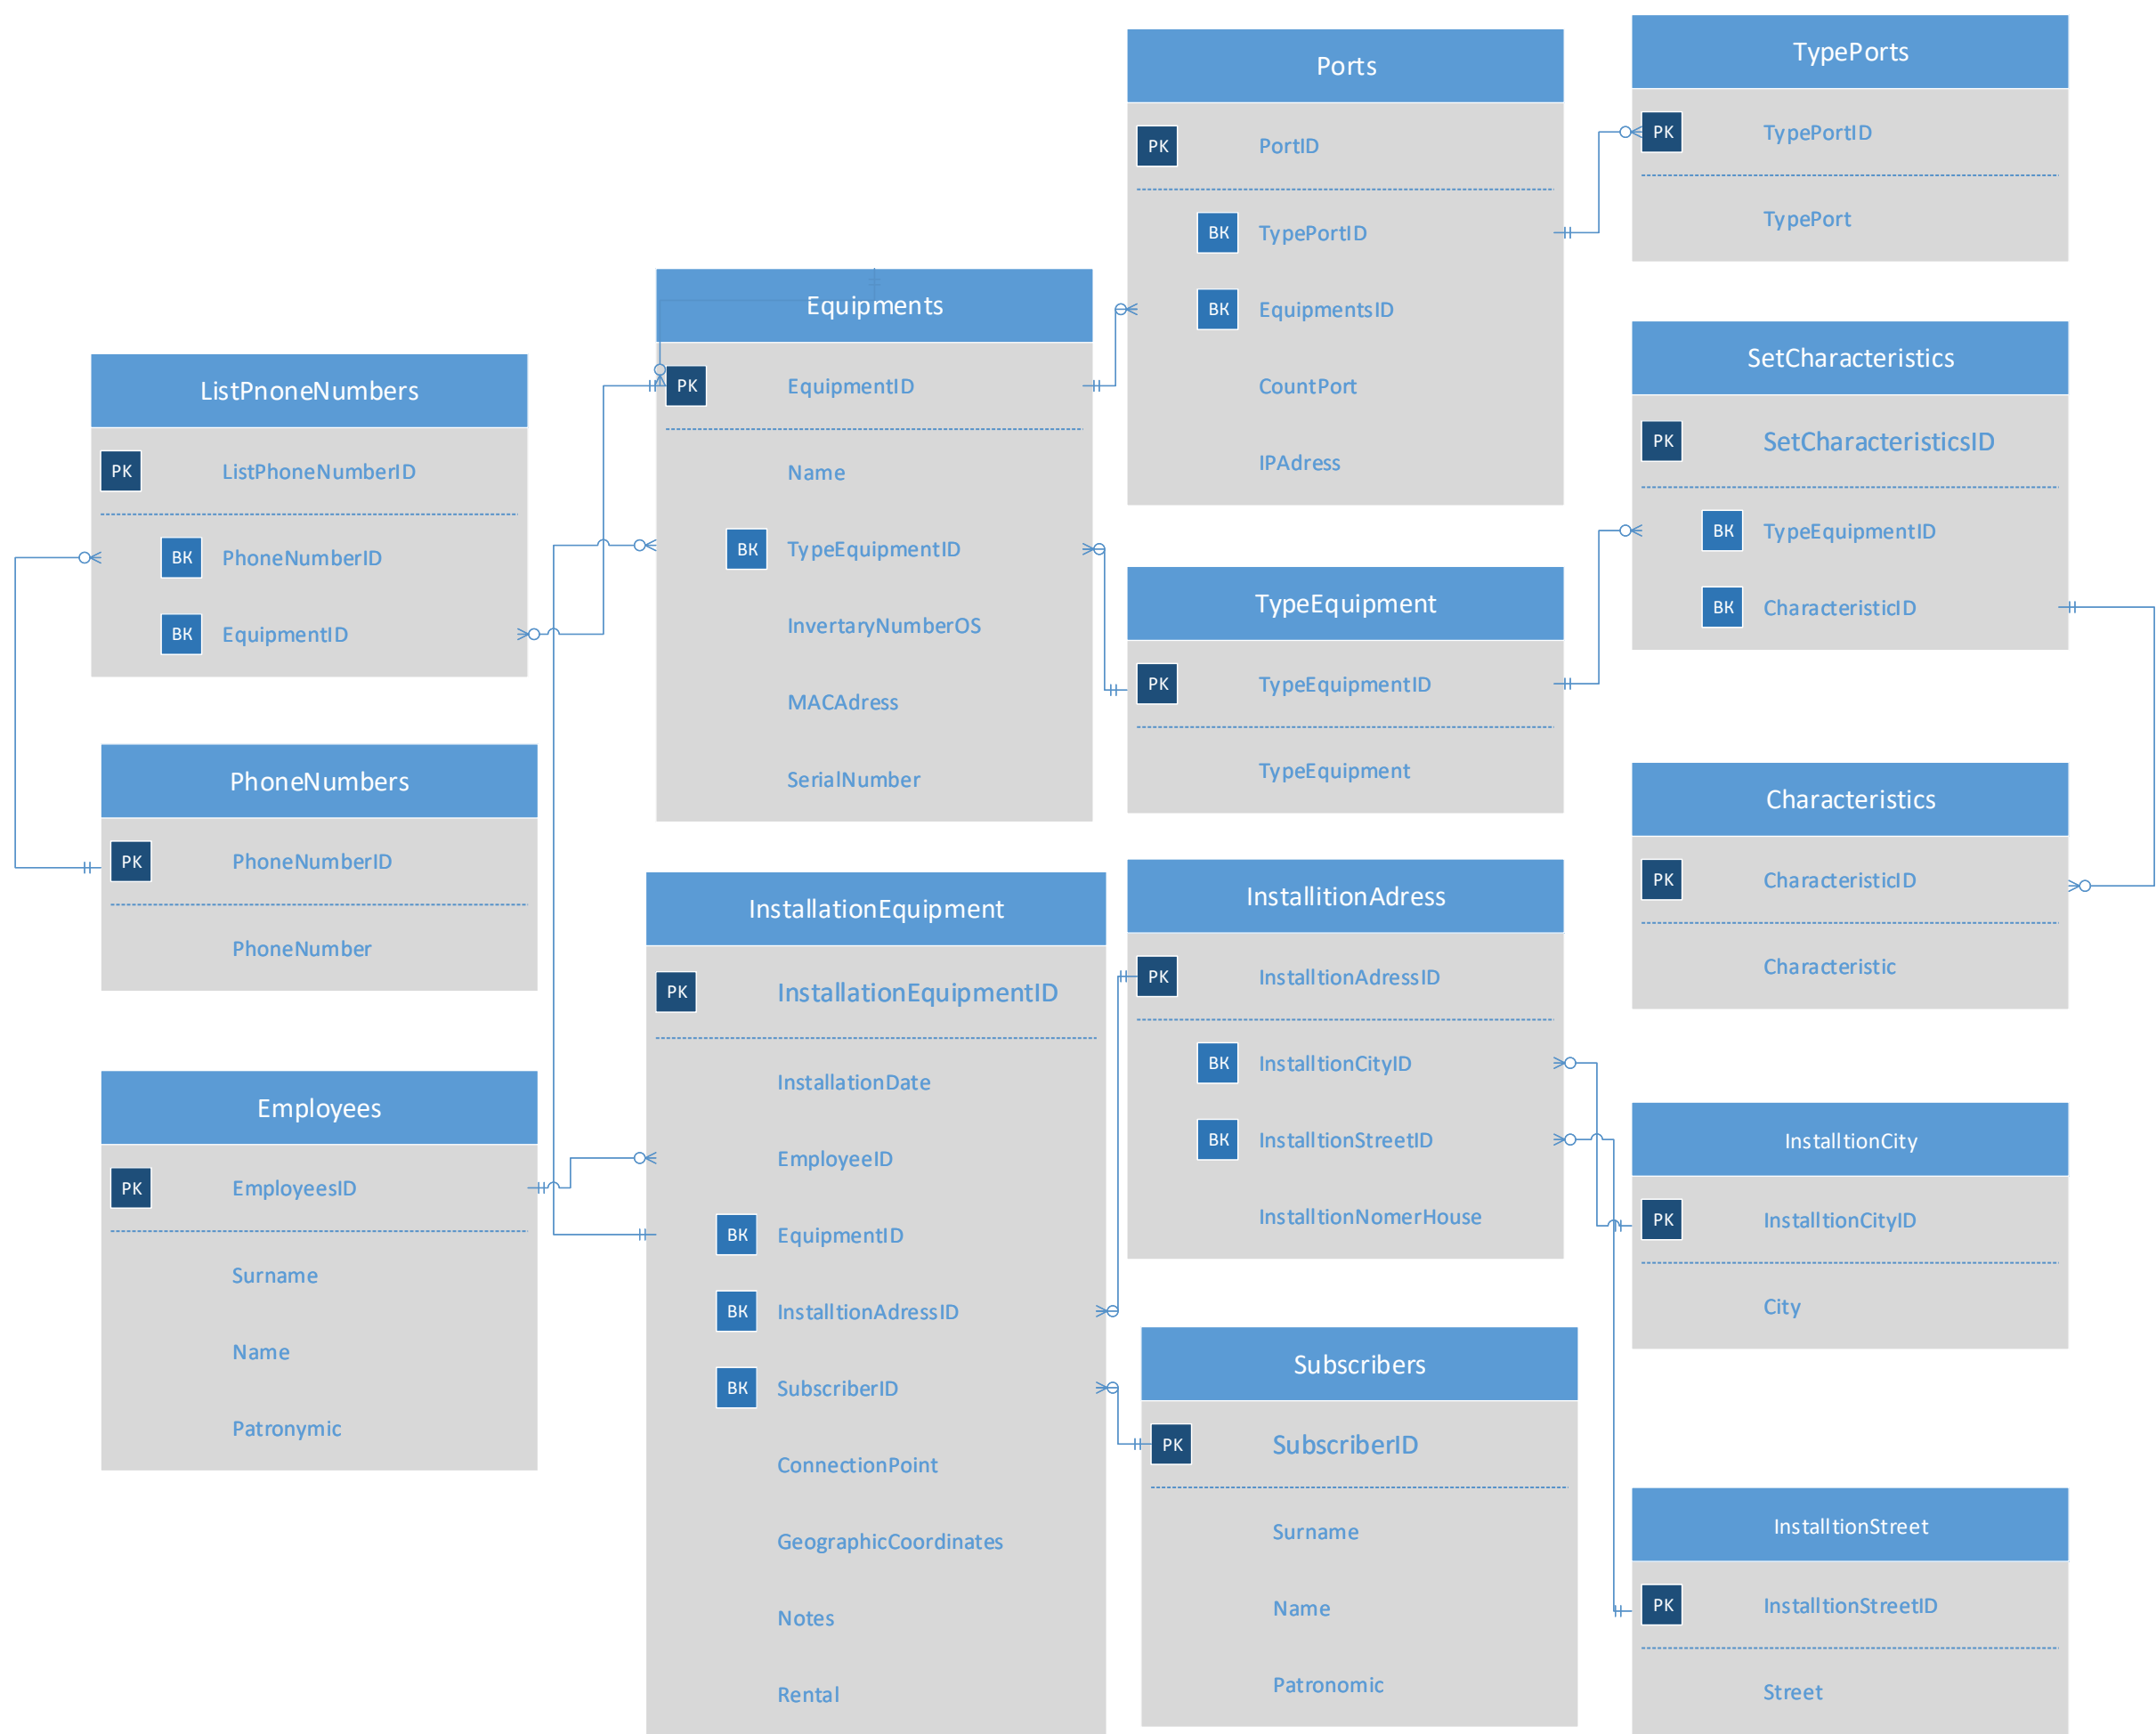 Ports
PK PortID
BK TypePortID
BK EquipmentsID
CountPort
IPAdress
TypePorts
PK TypePortID
TypePort
Equipments
PK EquipmentID
Name
BK TypeEquipmentID
InvertaryNumberOS
MACAdress
SerialNumber
SetCharacteristics
PK SetCharacteristicsID
BK TypeEquipmentID
BK CharacteristicID
ListPnoneNumbers
PK ListPhoneNumberID
BK PhoneNumberID
BK EquipmentID
TypeEquipment
PK TypeEquipmentID
TypeEquipment
PhoneNumbers
PK PhoneNumberID
PhoneNumber
Characteristics
PK CharacteristicID
Characteristic
InstallationEquipment
PK InstallationEquipmentID
InstallationDate
EmployeeID
BK EquipmentID
BK InstalltionAdressID
BK SubscriberID
ConnectionPoint
GeographicCoordinates
Notes
Rental
InstallitionAdress
PK InstalltionAdressID
BK InstalltionCityID
BK InstalltionStreetID
InstalltionNomerHouse
Employees
PK EmployeesID
Surname
Name
Patronymic
InstalltionCity
PK InstalltionCityID
City
Subscribers
PK SubscriberID
Surname
Name
Patronomic
InstalltionStreet
PK InstalltionStreetID
Street